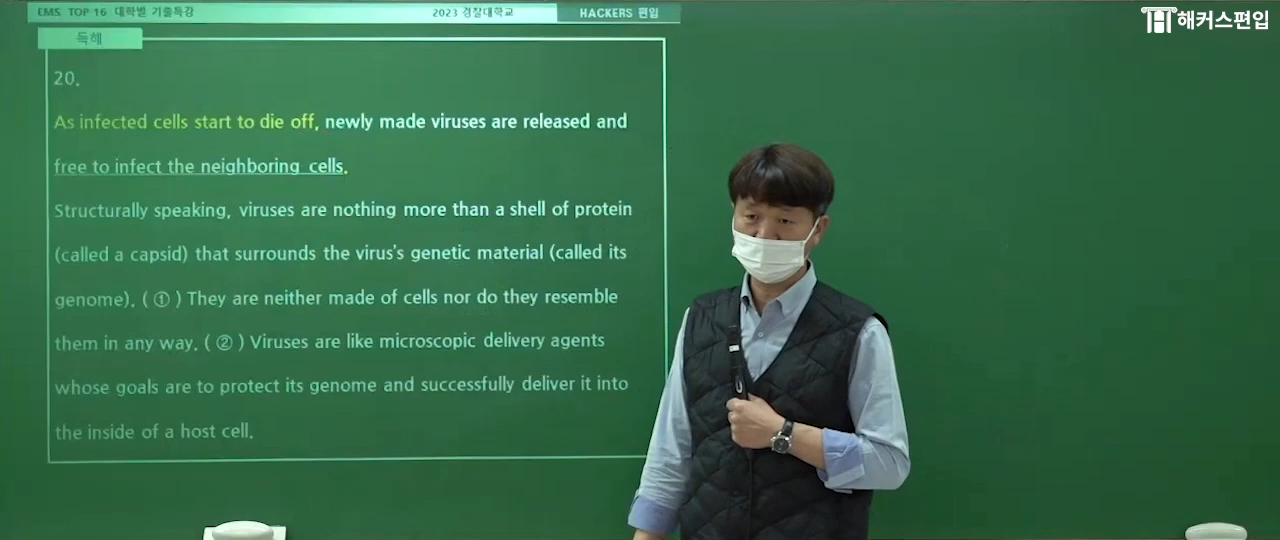 EMS TOP 16 대학별 기출특강 2023 경찰대학교 HACKERS 편입
해커스편입
독해
20.
As infected cells start to die off, newly made viruses are released and
free to infect the neighboring cells.
Structurally speaking, viruses are nothing more than a shell of protein
(called a capsid) that surrounds the virus's genetic material (called its
genome). ( ① ) They are neither made of cells nor do they resemble
them in any way. ( ② ) Viruses are like microscopic delivery agents
whose goals are to protect its genome and successfully deliver it into
the inside of a host cell.